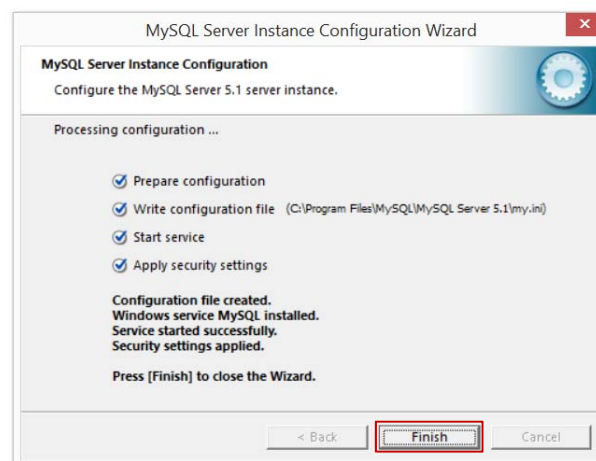 MySQL Server Instance Configuration Wizard
MySQL Server Instance Configuration
Configure the MySQL Server 5.1 server instance.
Processing configuration ...
Prepare configuration
Write configuration file (C:\Program Files\MySQL\MySQL Server 5.1\my.ini)
Start service
Apply security settings
Configuration file created.
Windows service MySQL installed.
Service started successfully.
Security settings applied.
Press [Finish] to close the Wizard.
< Back Finish Cancel